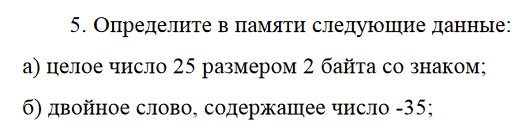 5. Определите в памяти следующие данные:
а) целое число 25 размером 2 байта со знаком;
б) двойное слово, содержащее число -35;